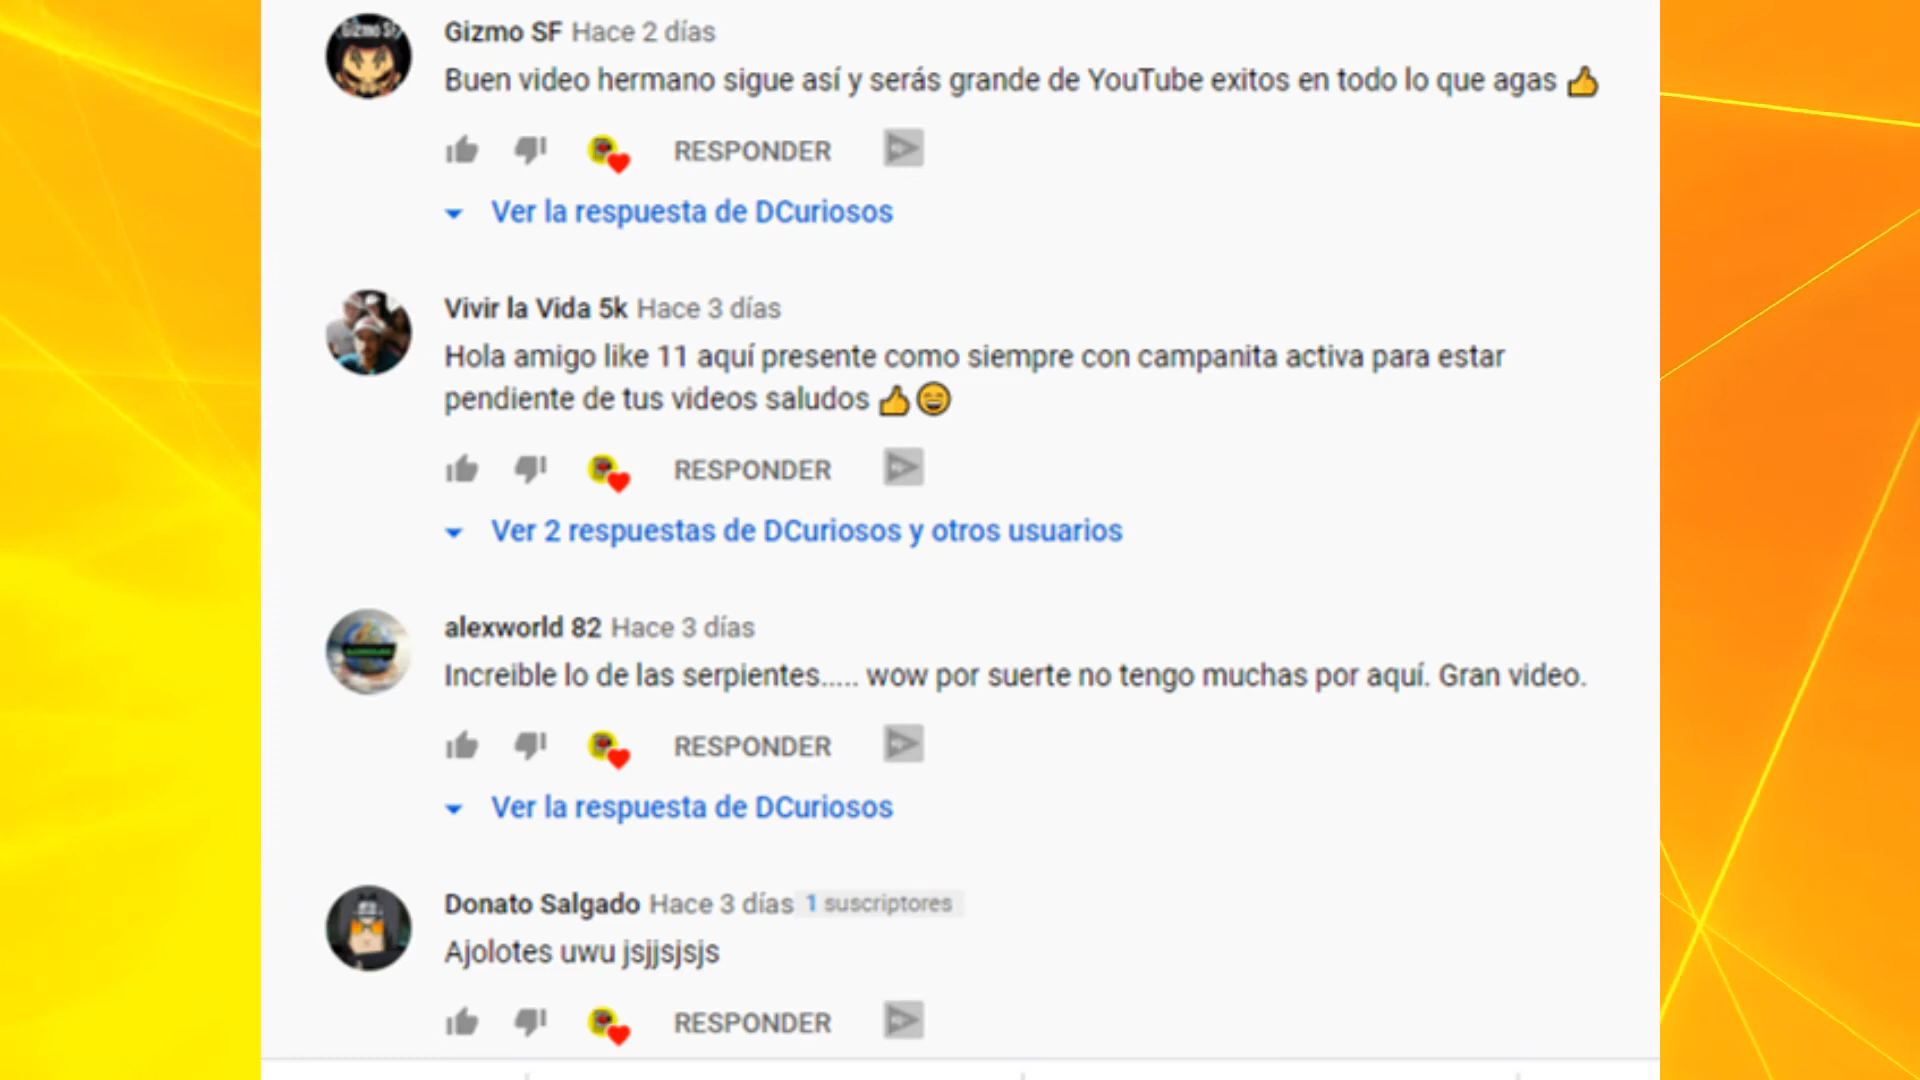 Gizmo SF Hace 2 días
Buen video hermano sigue así y serás grande de YouTube exitos en todo lo que agas 👍
RESPONDER
Ver la respuesta de DCuriosos
Vivir la Vida 5k Hace 3 días
Hola amigo like 11 aquí presente como siempre con campanita activa para estar
pendiente de tus videos saludos 👍😄
RESPONDER
Ver 2 respuestas de DCuriosos y otros usuarios
alexworld 82 Hace 3 días
Increible lo de las serpientes..... wow por suerte no tengo muchas por aquí. Gran video.
RESPONDER
Ver la respuesta de DCuriosos
Donato Salgado Hace 3 días 1 suscriptores
Ajolotes uwu jsjjsjsjs
RESPONDER